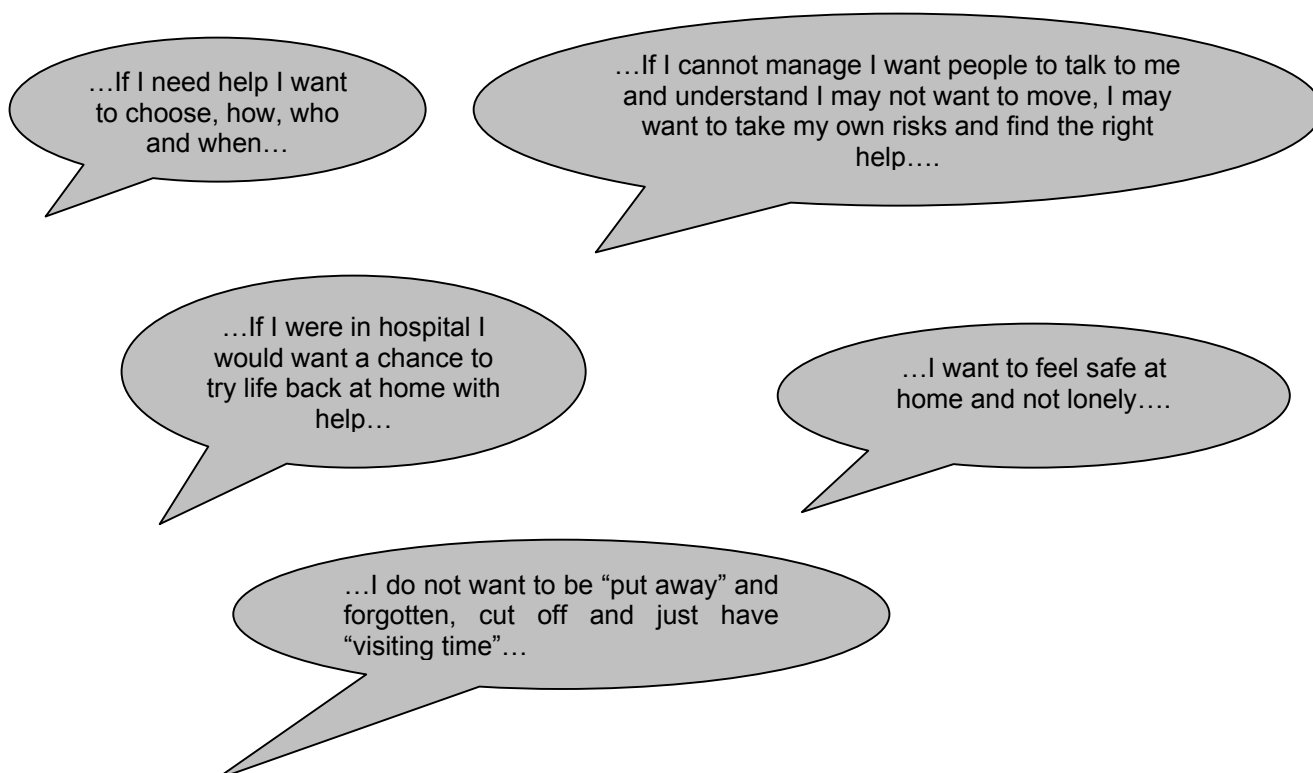 …If I need help I want
to choose, how, who
and when…
…If I cannot manage I want people to talk to me
and understand I may not want to move, I may
want to take my own risks and find the right
help….
…If I were in hospital I
would want a chance to
try life back at home with
help…
…I want to feel safe at
home and not lonely….
…I do not want to be “put away” and
forgotten, cut off and just have
“visiting time”…